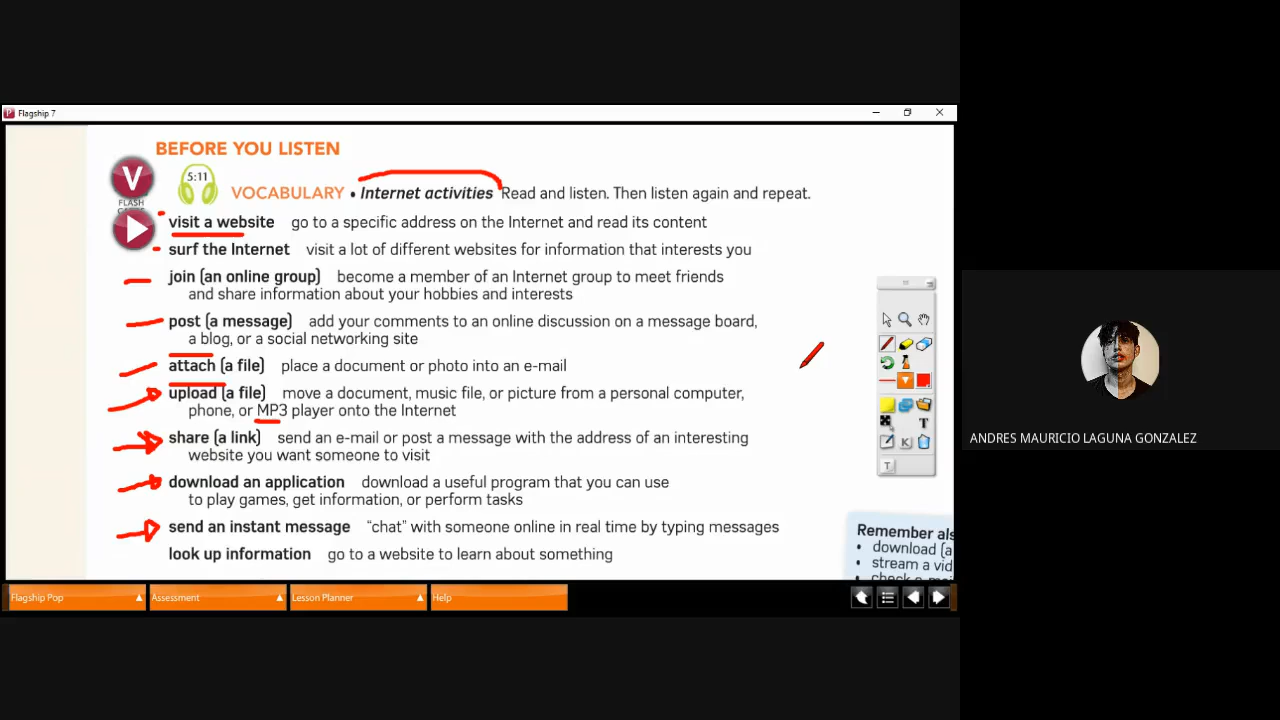 Flagship 7
BEFORE YOU LISTEN
V
FLASH
5:11
VOCABULARY • Internet activities Read and listen. Then listen again and repeat.
visit a website go to a specific address on the Internet and read its content
surf the Internet visit a lot of different websites for information that interests you
join (an online group) become a member of an Internet group to meet friends
and share information about your hobbies and interests
post (a message) add your comments to an online discussion on a message board,
a blog, or a social networking site
attach (a file) place a document or photo into an e-mail
upload (a file) move a document, music file, or picture from a personal computer,
phone, or MP3 player onto the Internet
share (a link) send an e-mail or post a message with the address of an interesting
website you want someone to visit
download an application download a useful program that you can use
to play games, get information, or perform tasks
send an instant message “chat” with someone online in real time by typing messages
look up information go to a website to learn about something
Remember als
• download (a
• stream a vid
T
K
T
Flagship Pop
Assessment
Lesson Planner
Help
ANDRES MAURICIO LAGUNA GONZALEZ